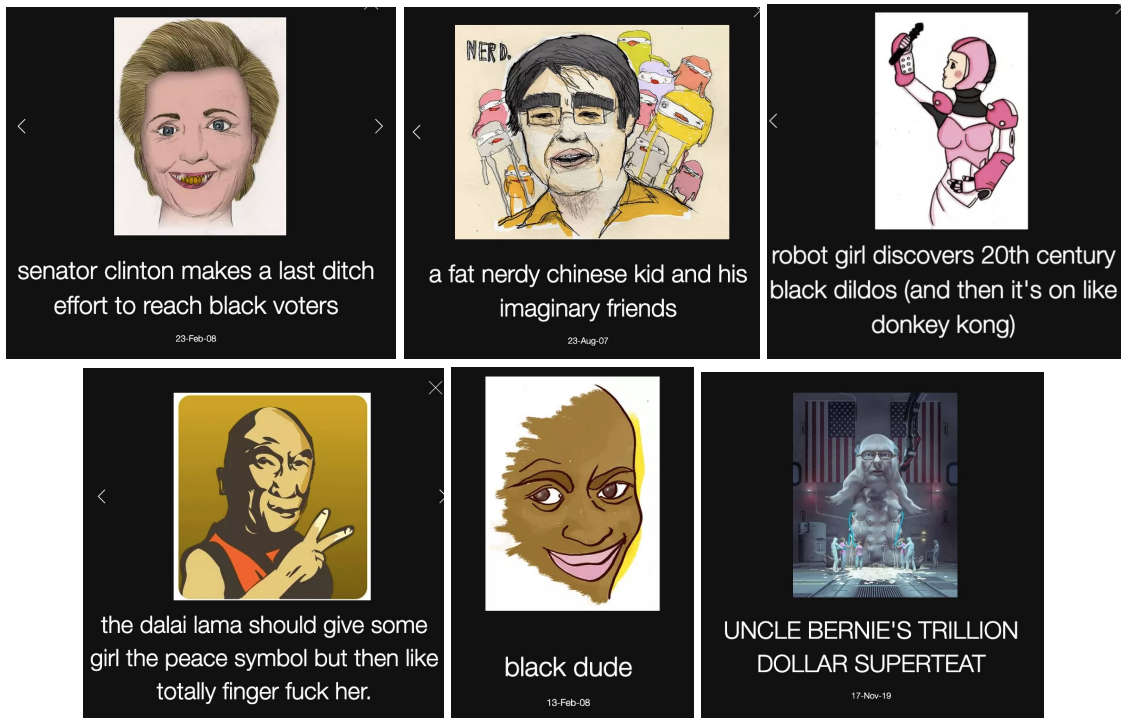 senator clinton makes a last ditch
effort to reach black voters
23-Feb-08
NERD.
a fat nerdy chinese kid and his
imaginary friends
23-Aug-07
robot girl discovers 20th century
black dildos (and then it's on like
donkey kong)
the dalai lama should give some
girl the peace symbol but then like
totally finger fuck her.
black dude
13-Feb-08
UNCLE BERNIE'S TRILLION
DOLLAR SUPERTEAT
17-Nov-19